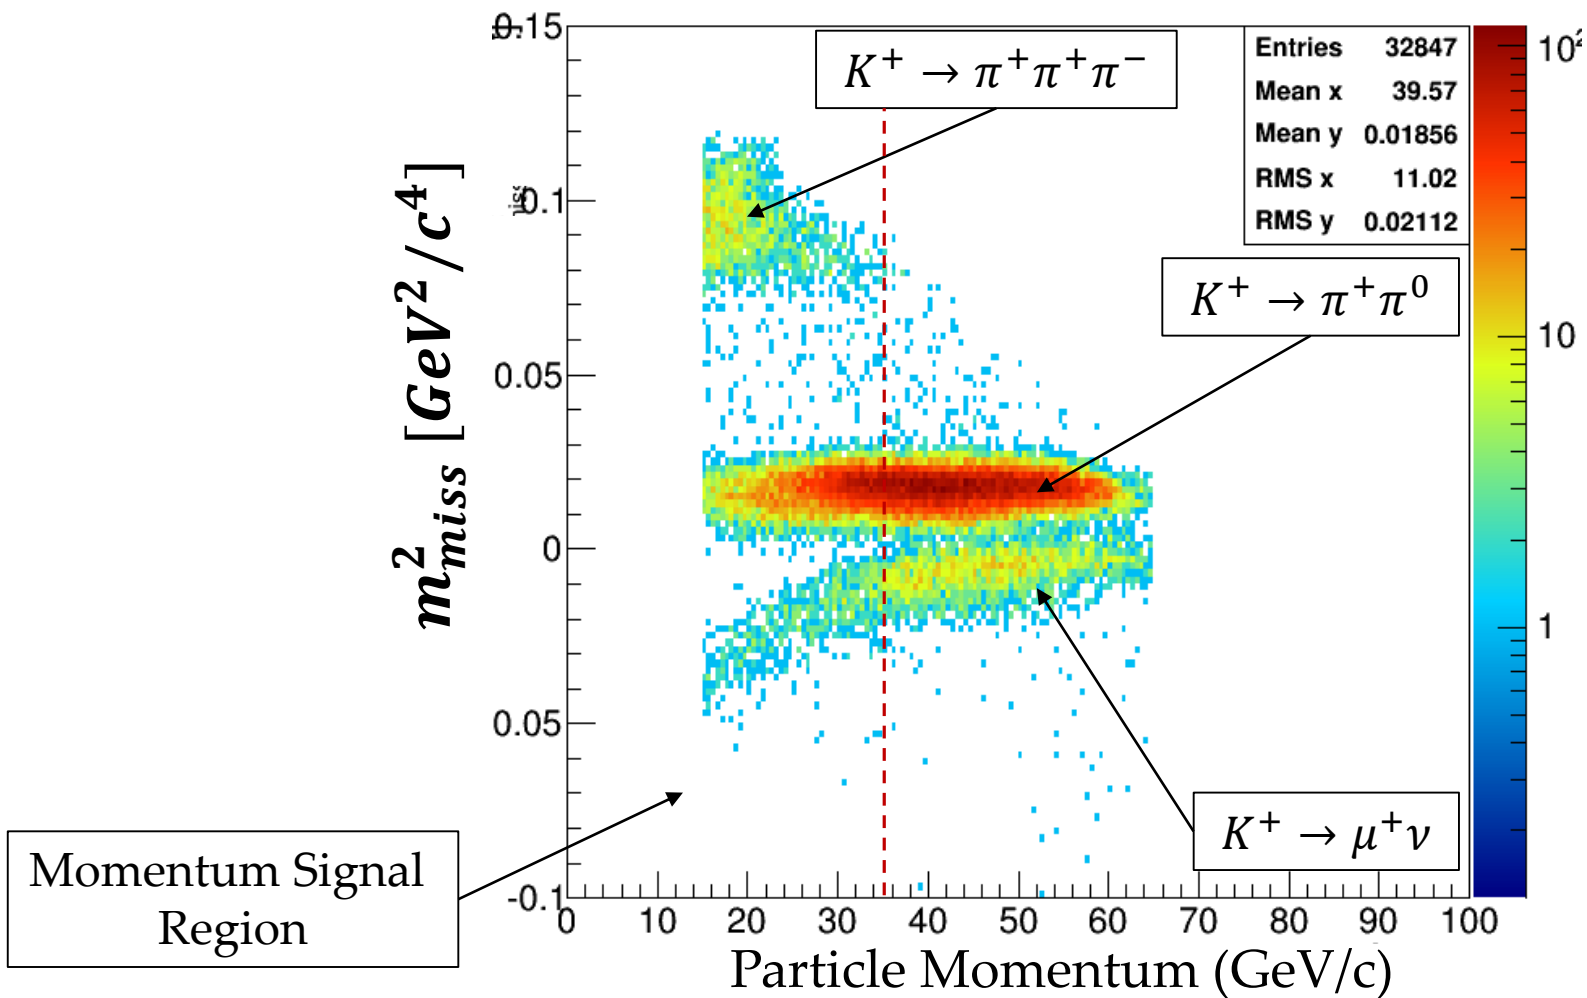 0.15
K⁺ → π⁺π⁺π⁻
Entries 32847
Mean x 39.57
Mean y 0.01856
RMS x 11.02
RMS y 0.02112
10²
m²miss [GeV²/c⁴]
iss
0.1
K⁺ → π⁺π⁰
10
0.05
0
1
0.05
K⁺ → μ⁺ν
Momentum Signal
Region
-0.1
0 10 20 30 40 50 60 70 80 90 100
Particle Momentum (GeV/c)